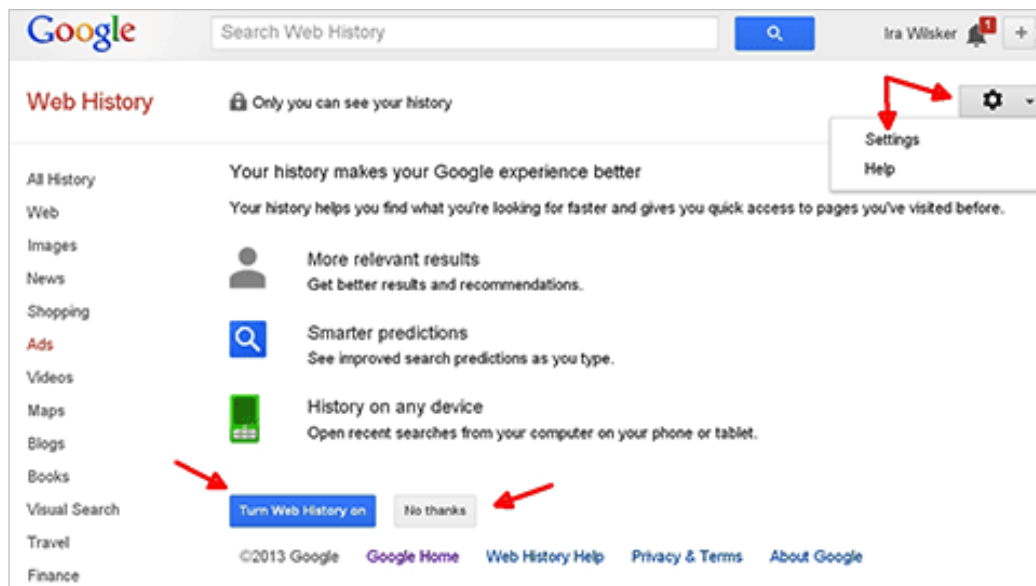 Google
Search Web History
Ira Wilsker
1
+
Web History
Only you can see your history
Settings
Help
All History
Web
Images
News
Shopping
Ads
Videos
Maps
Blogs
Books
Visual Search
Travel
Finance
Your history makes your Google experience better
Your history helps you find what you're looking for faster and gives you quick access to pages you've visited before.
More relevant results
Get better results and recommendations.
Smarter predictions
See improved search predictions as you type.
History on any device
Open recent searches from your computer on your phone or tablet.
Turn Web History on
No thanks
©2013 Google Google Home Web History Help Privacy & Terms About Google